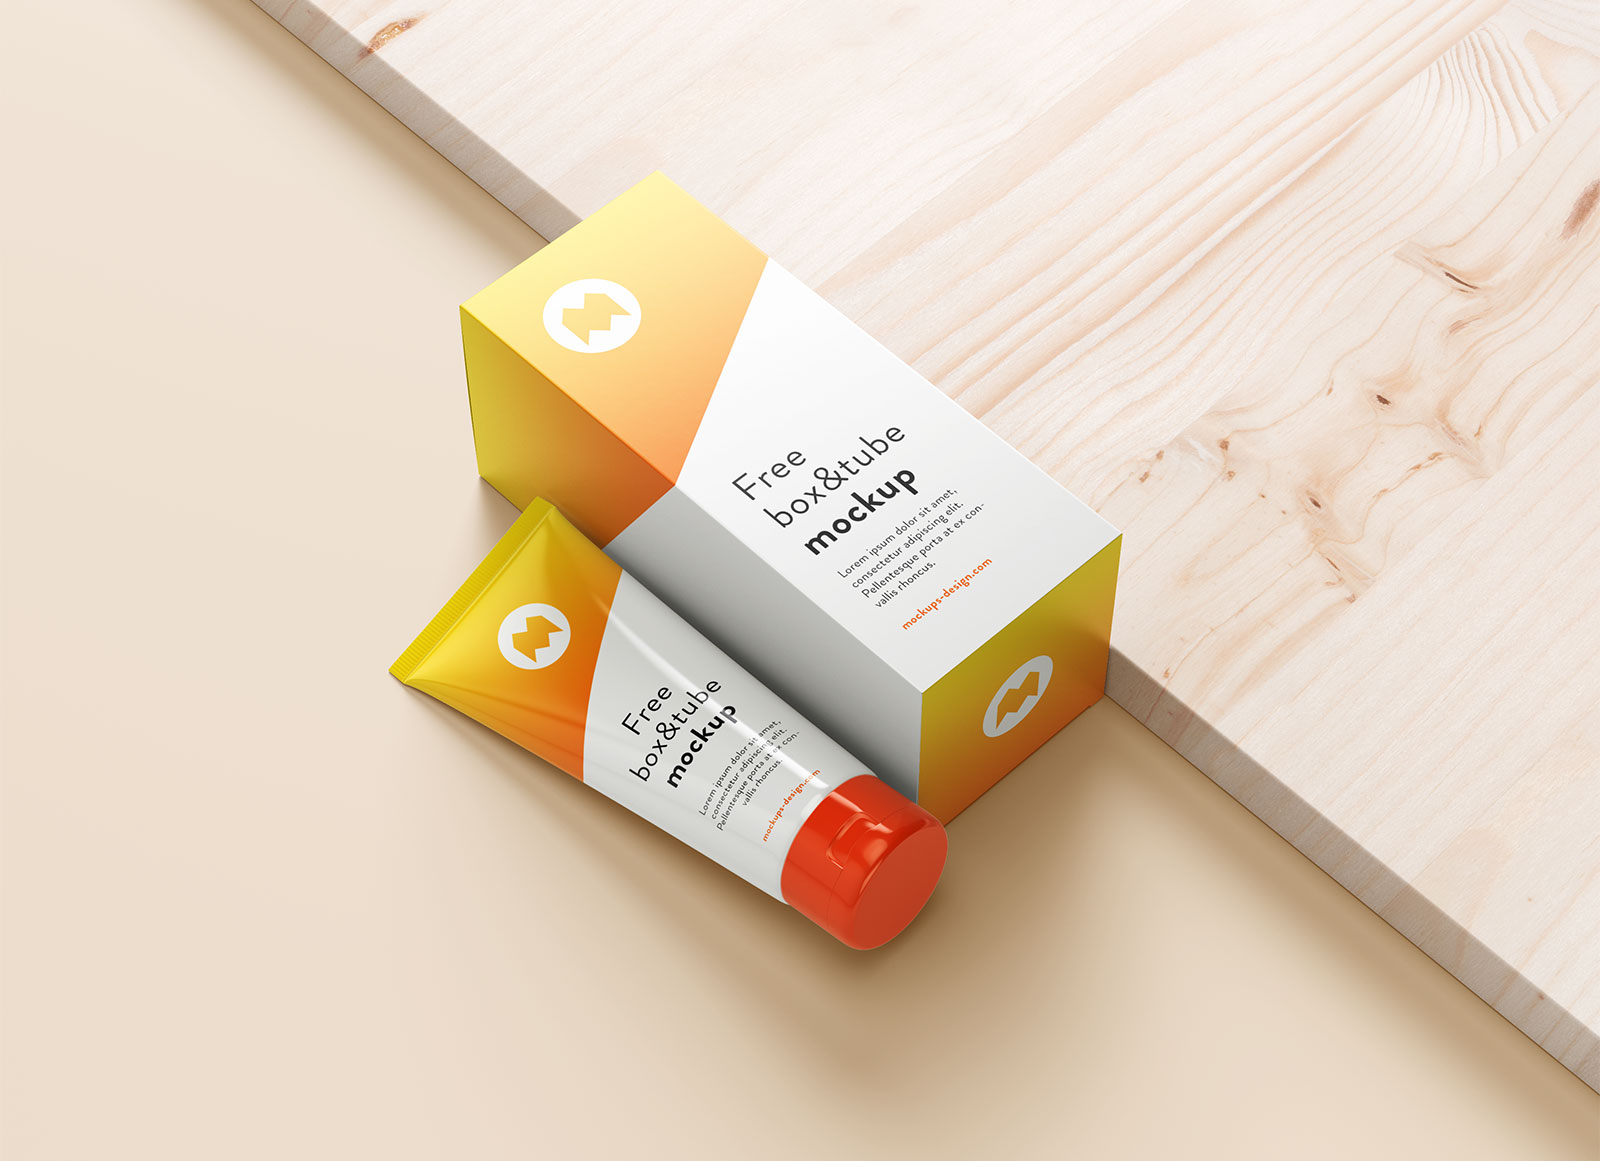 Free
box&tube
mockup
Lorem ipsum dolor sit amet,
consectetur adipiscing elit.
Pellentesque porta at ex con-
vallis rhoncus.
mockups-design.com
Free
box&tube
mockup
Lorem ipsum dolor sit amet,
consectetur adipiscing elit.
Pellentesque porta at ex con-
vallis rhoncus.
mockups-design.com